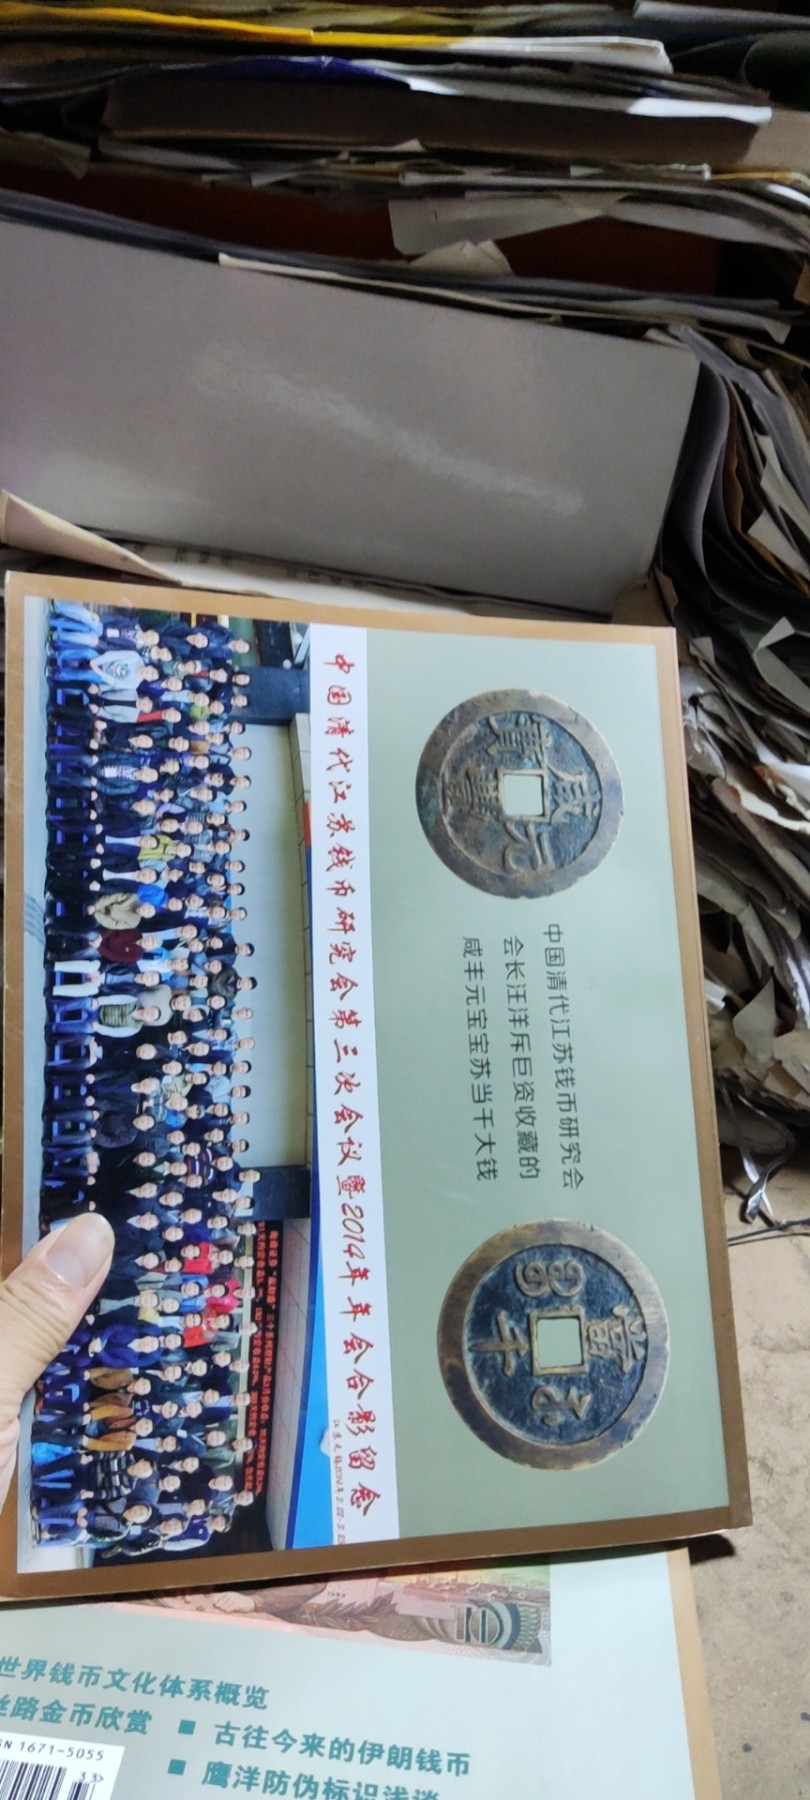 中国清代江苏钱币研究会
会长汪洋斥巨资收藏的
咸丰元宝宝苏当千大钱
咸豐元寶
當千
中国清代江苏钱币研究会第三次会议暨2014年年会合影留念
世界钱币文化体系概览
丝路金币欣赏 ■ 古往今来的伊朗钱币
■ 鹰洋防伪标识浅谈
SN 1671-5055
33>